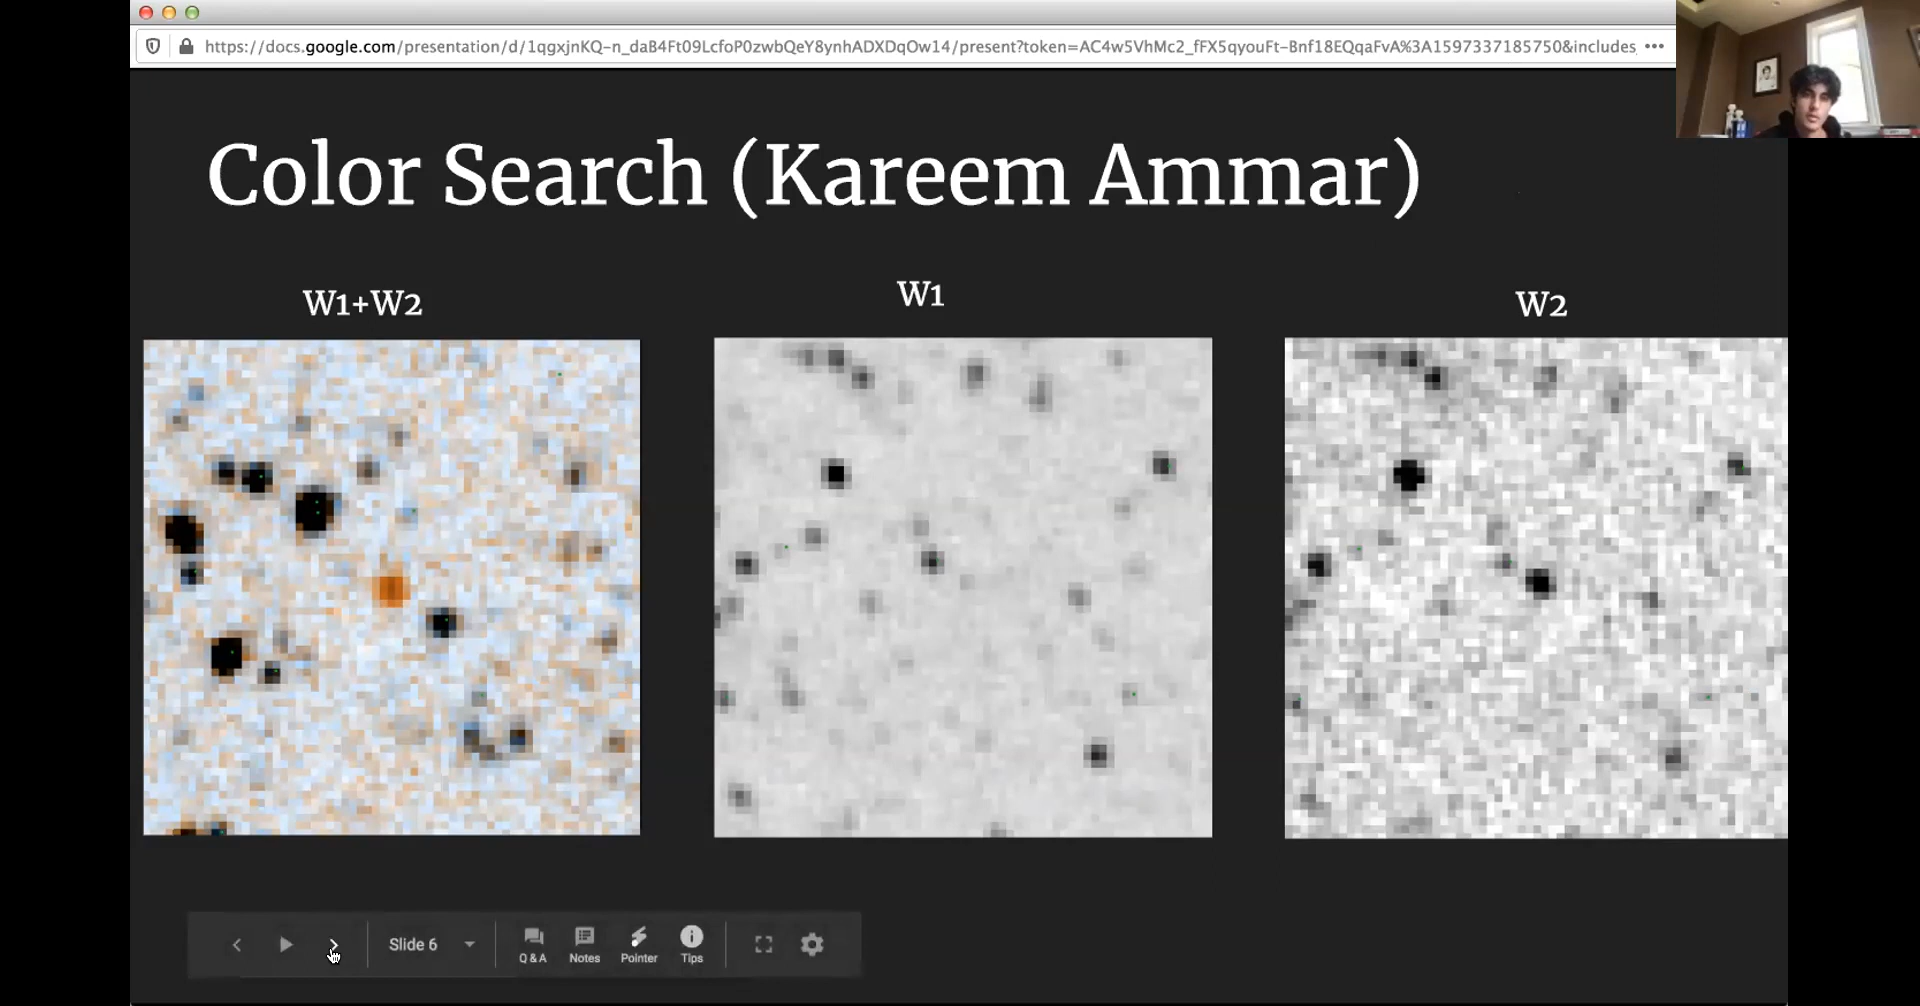 https://docs.google.com/presentation/d/1qgxjnKQ-n_daB4Ft09LcfoP0zwbQeY8ynhADXDqOw14/present?token=AC4w5VhMc2_fFX5qyouFt-Bnf18EQqaFvA%3A1597337185750&includes
Color Search (Kareem Ammar)
W1+W2
W1
W2
Slide 6
Q & A
Notes
Pointer
Tips